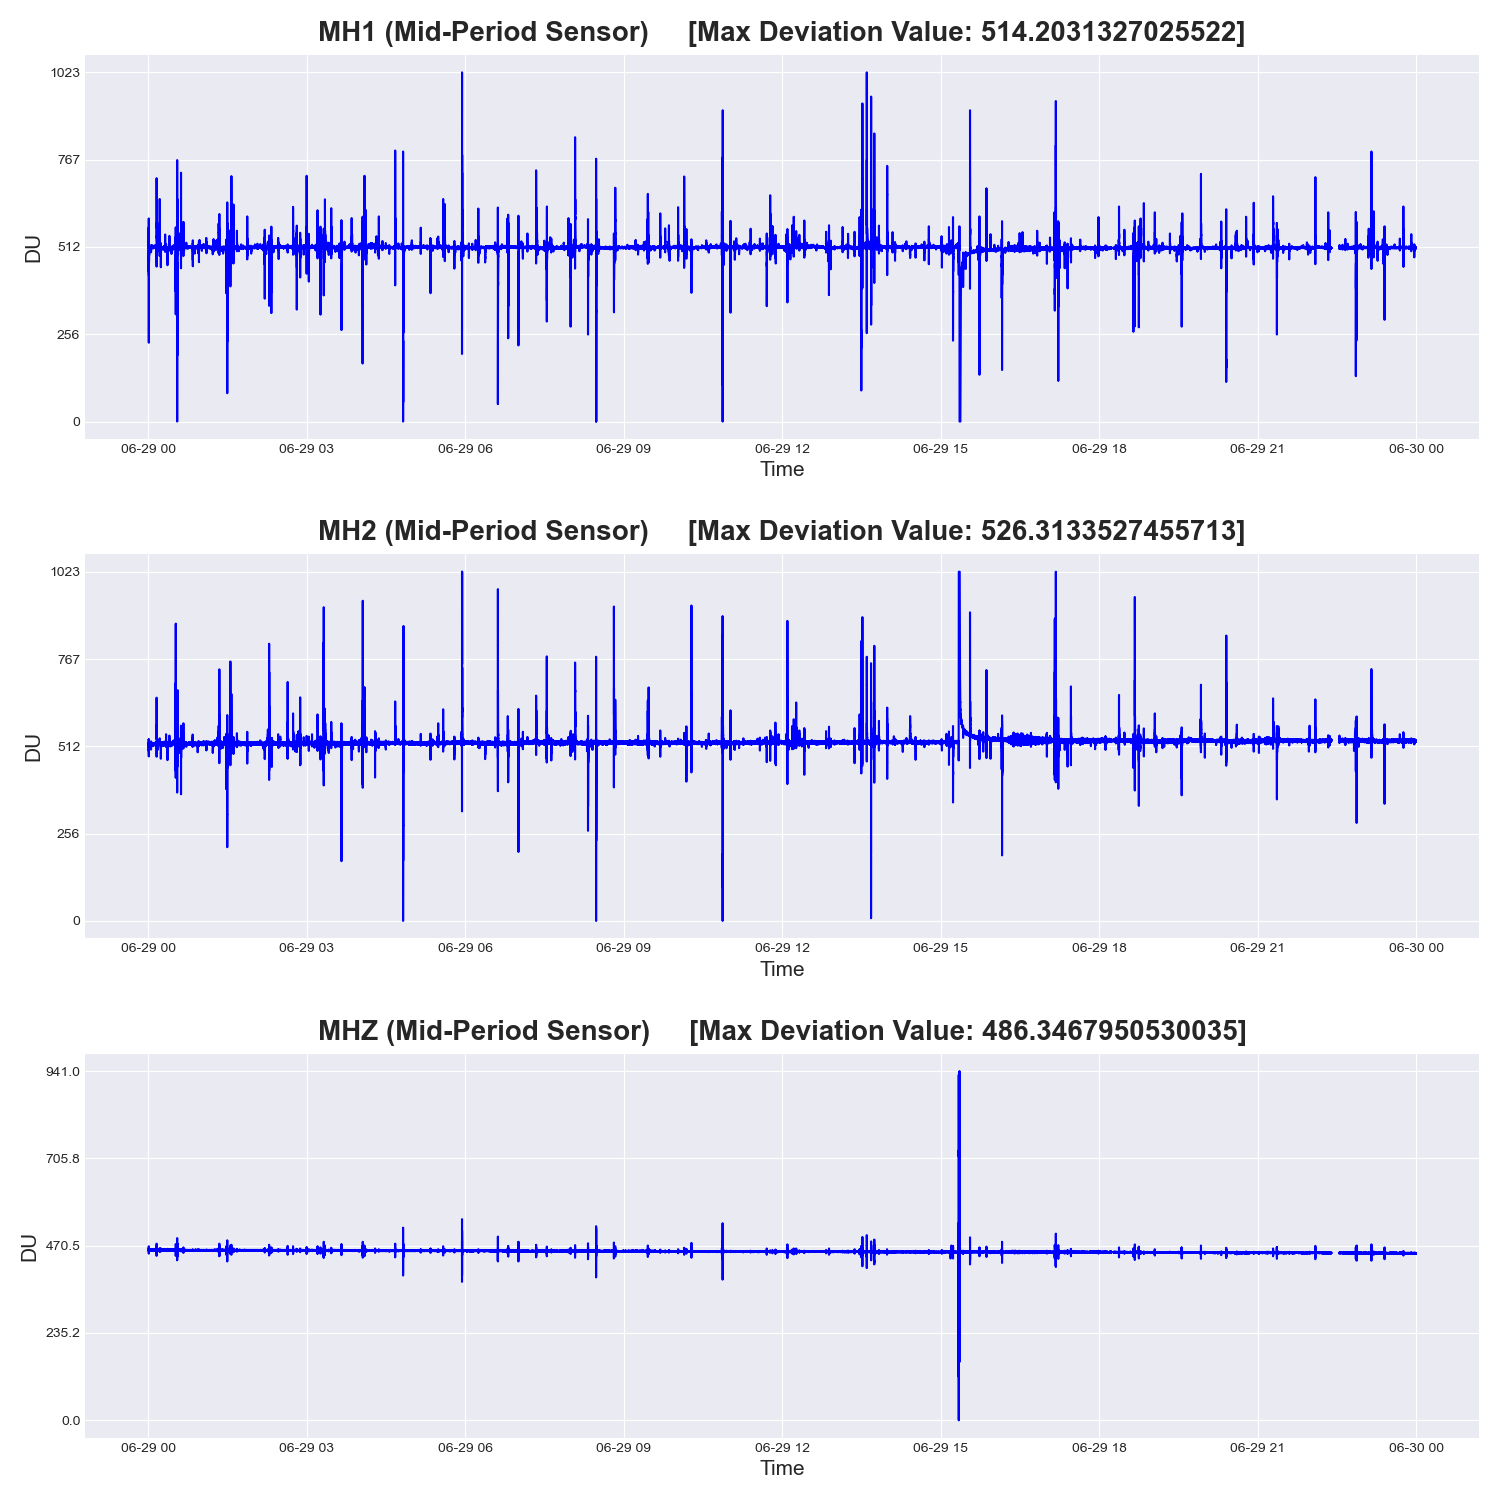 MH1 (Mid-Period Sensor) [Max Deviation Value: 514.2031327025522]
1023
767
512
256
0
DU
06-29 00 06-29 03 06-29 06 06-29 09 06-29 12 06-29 15 06-29 18 06-29 21 06-30 00
Time
MH2 (Mid-Period Sensor) [Max Deviation Value: 526.3133527455713]
1023
767
512
256
0
DU
06-29 00 06-29 03 06-29 06 06-29 09 06-29 12 06-29 15 06-29 18 06-29 21 06-30 00
Time
MHZ (Mid-Period Sensor) [Max Deviation Value: 486.3467950530035]
941.0
705.8
470.5
235.2
0.0
DU
06-29 00 06-29 03 06-29 06 06-29 09 06-29 12 06-29 15 06-29 18 06-29 21 06-30 00
Time